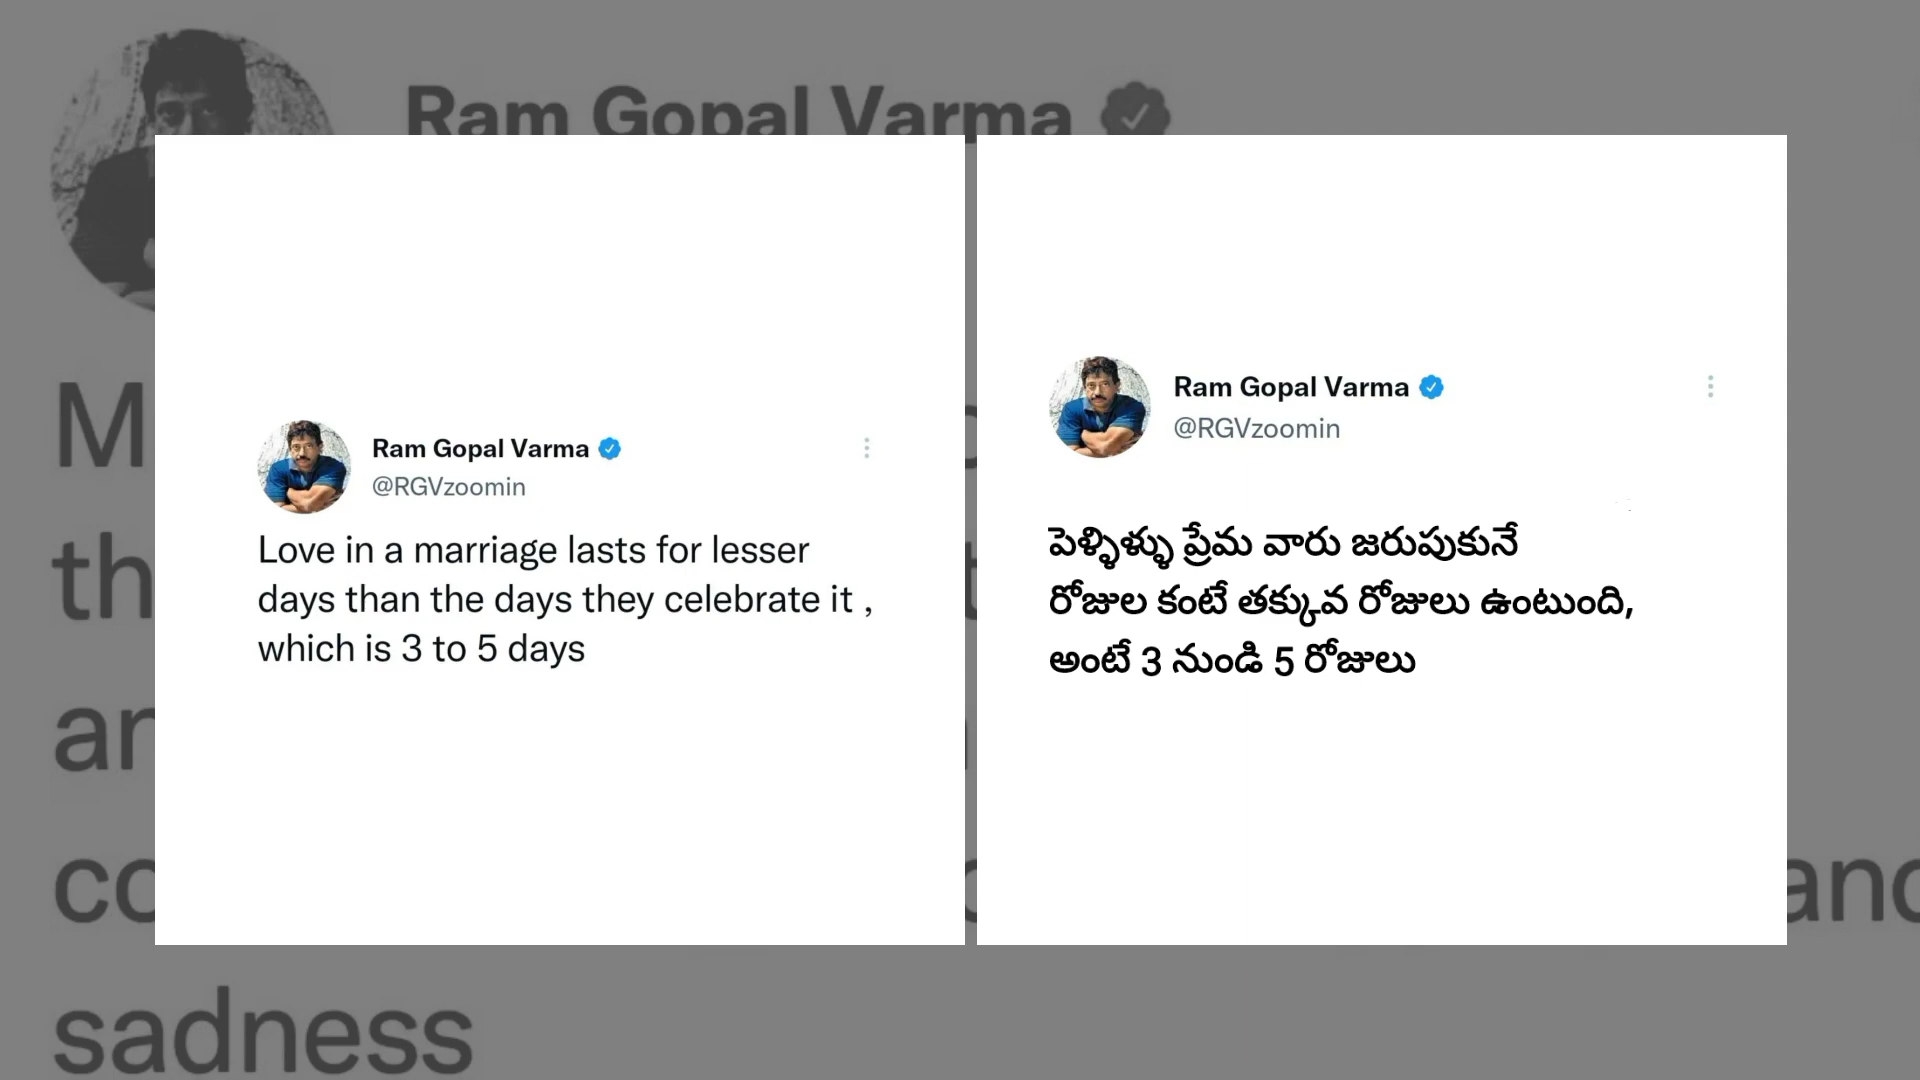 Ram Gopal Varma
Ram Gopal Varma
@RGVzoomin
Love in a marriage lasts for lesser
days than the days they celebrate it ,
which is 3 to 5 days
Ram Gopal Varma
@RGVzoomin
పెళ్ళిళ్ళు ప్రేమ వారు జరుపుకునే
రోజుల కంటే తక్కువ రోజులు ఉంటుంది,
అంటే 3 నుండి 5 రోజులు
sadness